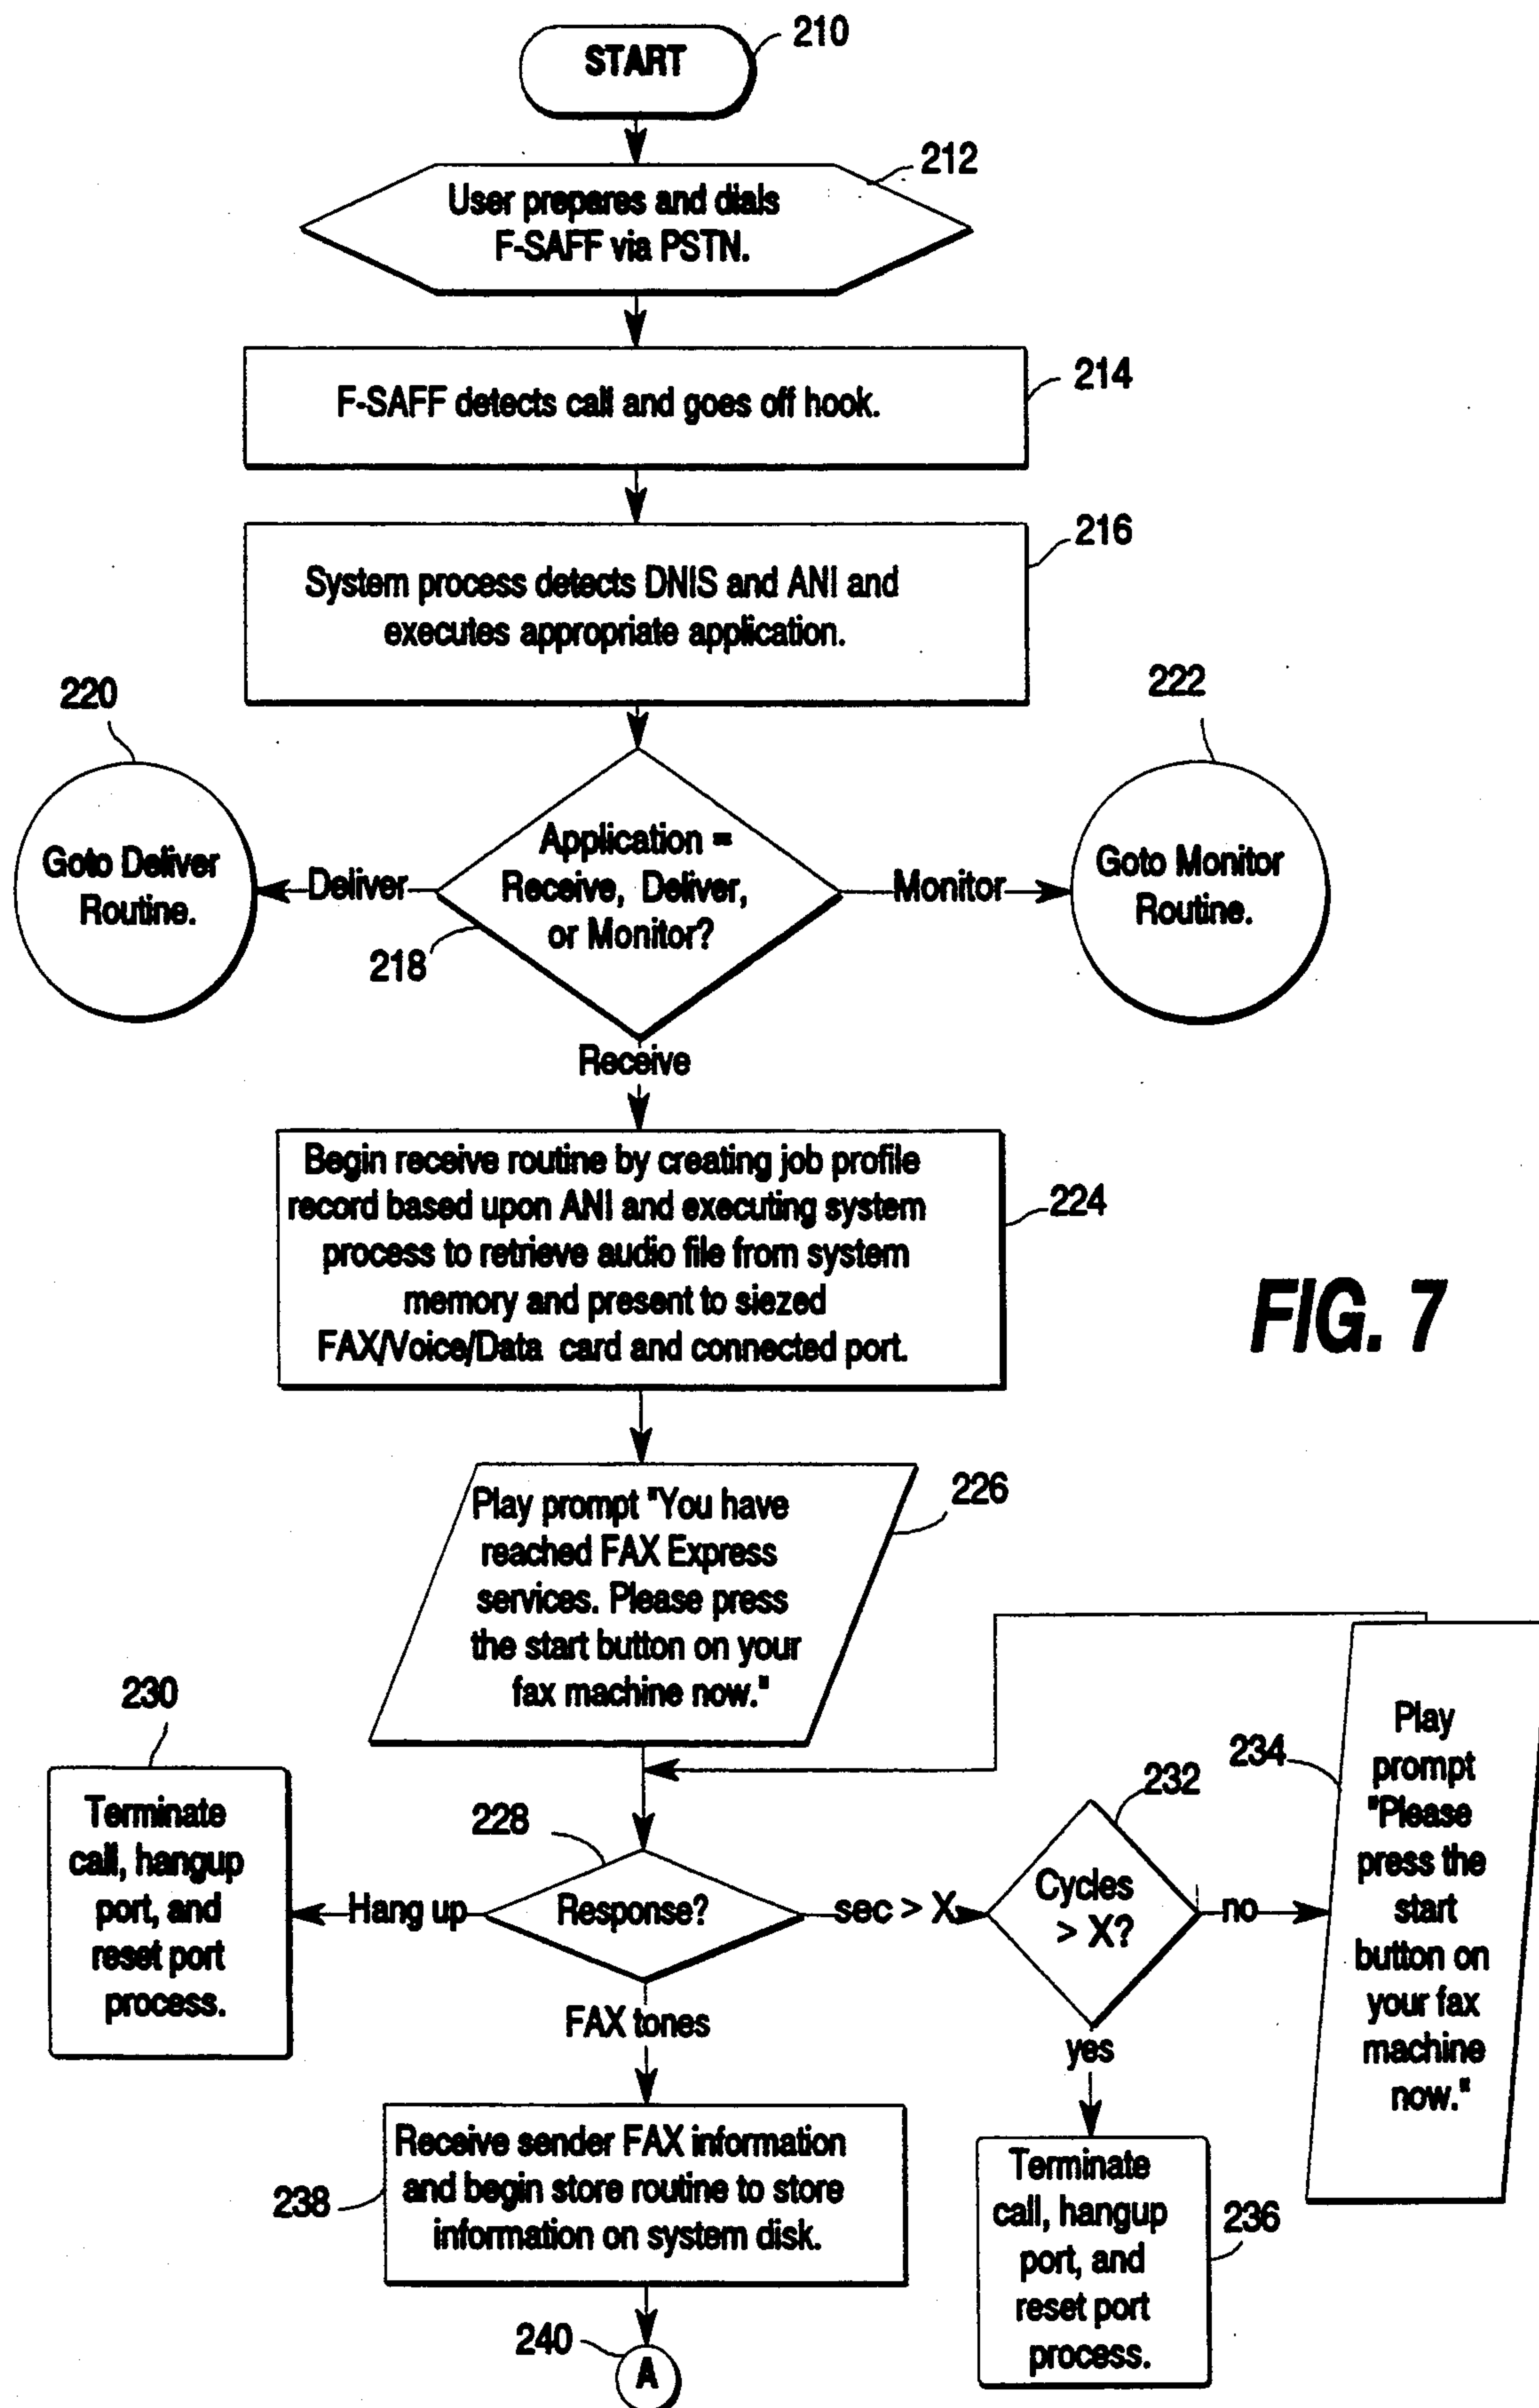 210
START
212
User prepares and dials
F-SAFF via PSTN.
214
F-SAFF detects call and goes off hook.
216
System process detects DNIS and ANI and
executes appropriate application.
220
222
Goto Deliver
Routine.
Deliver
Application =
Receive, Deliver,
or Monitor?
218
Monitor
Goto Monitor
Routine.
Receive
Begin receive routine by creating job profile
record based upon ANI and executing system
process to retrieve audio file from system
memory and present to siezed
FAX/Voice/Data card and connected port.
224
FIG. 7
Play prompt "You have
reached FAX Express
services. Please press
the start button on your
fax machine now."
226
230
Terminate
call, hangup
port, and
reset port
process.
Hang up
228
Response?
sec > X
232
Cycles
> X?
no
234
Play
prompt
"Please
press the
start
button on
your fax
machine
now."
FAX tones
yes
Receive sender FAX information
and begin store routine to store
information on system disk.
238
Terminate
call, hangup
port, and
reset port
process.
236
240
A